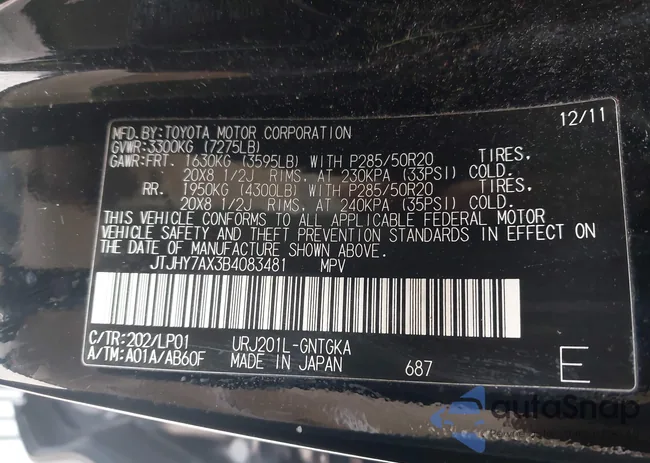 12/11
MFD.BY:TOYOTA MOTOR CORPORATION
GVWR:3300KG (7275LB)
GAWR:FRT. 1630KG (3595LB) WITH P285/50R20 TIRES,
20X8 1/2J RIMS, AT 230KPA (33PSI) COLD.
RR. 1950KG (4300LB) WITH P285/50R20 TIRES,
20X8 1/2J RIMS, AT 240KPA (35PSI) COLD.
THIS VEHICLE CONFORMS TO ALL APPLICABLE FEDERAL MOTOR
VEHICLE SAFETY AND THEFT PREVENTION STANDARDS IN EFFECT ON
THE DATE OF MANUFACTURE SHOWN ABOVE.
JTJHY7AX3B4083481 MPV
C/TR:202/LP01 URJ201L-GNTGKA
A/TM:A01A/AB60F MADE IN JAPAN 687 E
autoSnap